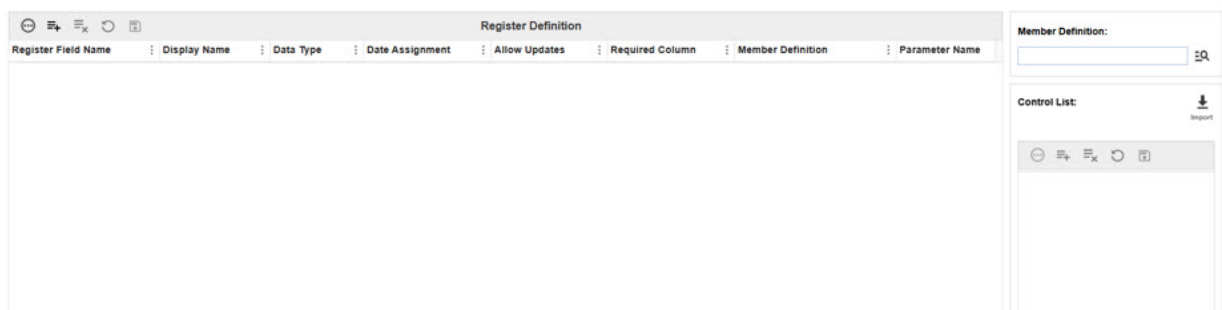 Register Definition
Register Field Name Display Name Data Type Date Assignment Allow Updates Required Column Member Definition Parameter Name
Member Definition:
Control List:
Import